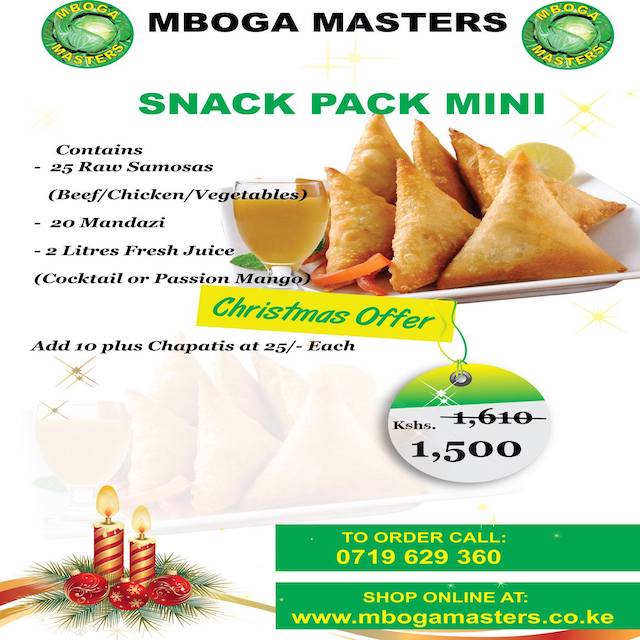 MBOGA MASTERS
MBOGA MASTERS
MBOGA MASTERS
SNACK PACK MINI
Contains
- 25 Raw Samosas
(Beef/Chicken/Vegetables)
- 20 Mandazi
- 2 Litres Fresh Juice
(Cocktail or Passion Mango)
Christmas Offer
Add 10 plus Chapatis at 25/- Each
Kshs. 1,610
1,500
TO ORDER CALL:
0719 629 360
SHOP ONLINE AT:
www.mbogamasters.co.ke